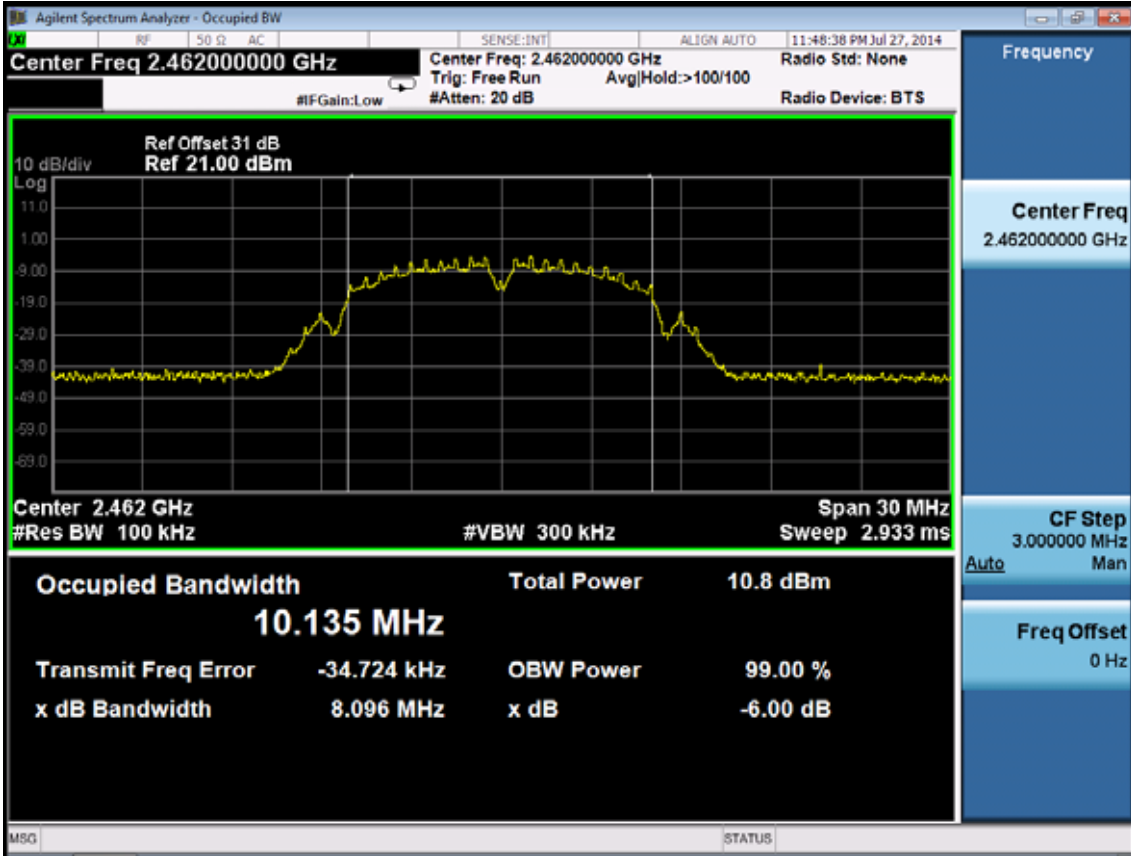 Agilent Spectrum Analyzer - Occupied BW
RF 50 Ω AC SENSE:INT ALIGN AUTO 11:48:38 PM Jul 27, 2014
Center Freq 2.462000000 GHz
Center Freq: 2.462000000 GHz Radio Std: None
Trig: Free Run Avg|Hold:>100/100
#IFGain:Low #Atten: 20 dB Radio Device: BTS
Ref Offset 31 dB
10 dB/div Ref 21.00 dBm
Log
11.0
1.00
-9.00
-19.0
-29.0
-39.0
-49.0
-59.0
-69.0
Center 2.462 GHz Span 30 MHz
#Res BW 100 kHz #VBW 300 kHz Sweep 2.933 ms
Occupied Bandwidth Total Power 10.8 dBm
10.135 MHz
Transmit Freq Error -34.724 kHz OBW Power 99.00 %
x dB Bandwidth 8.096 MHz x dB -6.00 dB
Frequency
Center Freq
2.462000000 GHz
CF Step
3.000000 MHz
Auto Man
Freq Offset
0 Hz
MSG STATUS